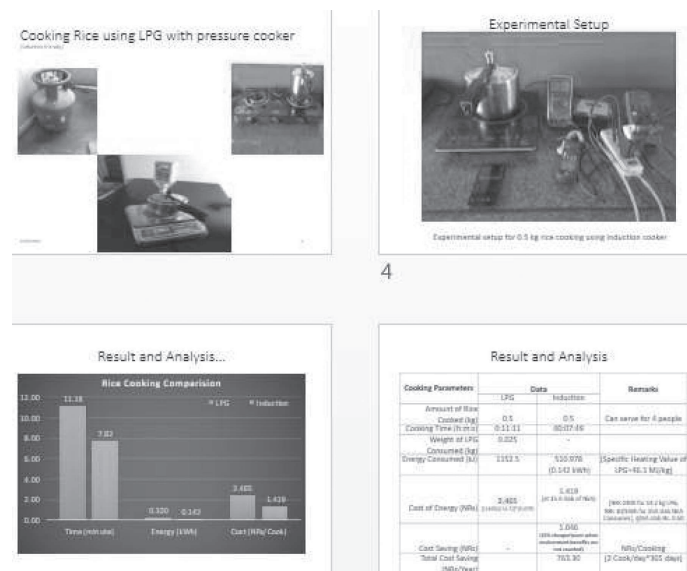 Cooking Rice using LPG with pressure cooker
Experimental Setup
Experimental setup for 0.5 kg rice cooking using induction cooker
4
Result and Analysis...
Rice Cooking Comparision
LPG Induction
12.00
10.00
8.00
6.00
4.00
2.00
0.00
11.18
7.82
0.320
0.142
3.465
1.419
Time (minute)
Energy (kWh)
Cost (NRs/ Cook)
Result and Analysis
Cooking Parameters Data Remarks
LPG Induction
Amount of Rice
Cooked (kg) 0.5 0.5 Can serve for 4 people
Cooking Time (h:m:s) 0:11:11 00:07:49
Weight of LPG 0.025 -
Consumed (kg)
Energy Consumed (kJ) 1152.5 510.978 (Specific Heating Value of
(0.142 kWh) LPG=46.1 MJ/kg)
1.419
Cost of Energy (NRs) 3.465
Cost Saving (NRs) - NRs/Cooking
Total Cost Saving 763.30 (2 Cook/day*365 days)
(NRs/Year)